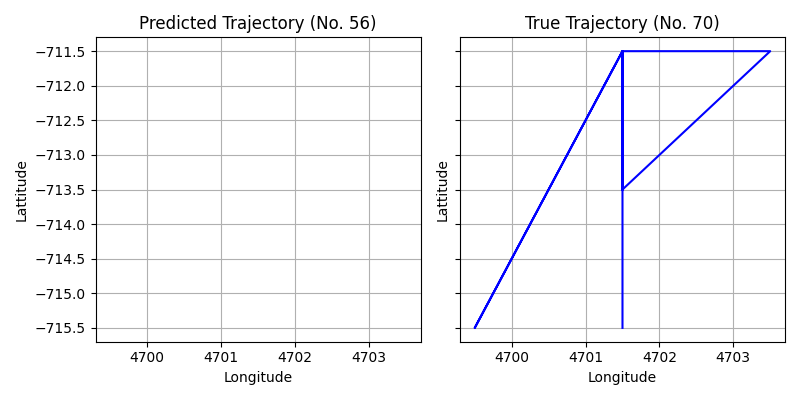 Predicted Trajectory (No. 56)
True Trajectory (No. 70)
−711.5
−712.0
−712.5
−713.0
−713.5
−714.0
−714.5
−715.0
−715.5
Lattitude
Lattitude
4700 4701 4702 4703
4700 4701 4702 4703
Longitude
Longitude